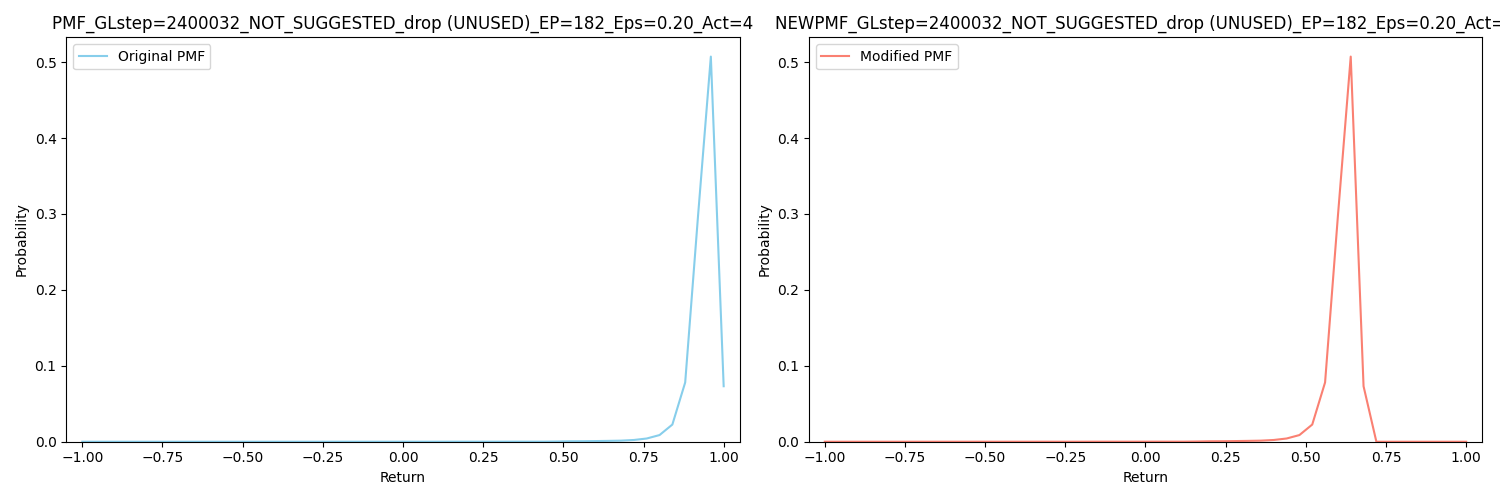 PMF_GLstep=2400032_NOT_SUGGESTED_drop (UNUSED)_EP=182_Eps=0.20_Act=4
Original PMF
Probability
0.5
0.4
0.3
0.2
0.1
0.0
−1.00 −0.75 −0.50 −0.25 0.00 0.25 0.50 0.75 1.00
Return
NEWPMF_GLstep=2400032_NOT_SUGGESTED_drop (UNUSED)_EP=182_Eps=0.20_Act=
Modified PMF
Probability
0.5
0.4
0.3
0.2
0.1
0.0
−1.00 −0.75 −0.50 −0.25 0.00 0.25 0.50 0.75 1.00
Return